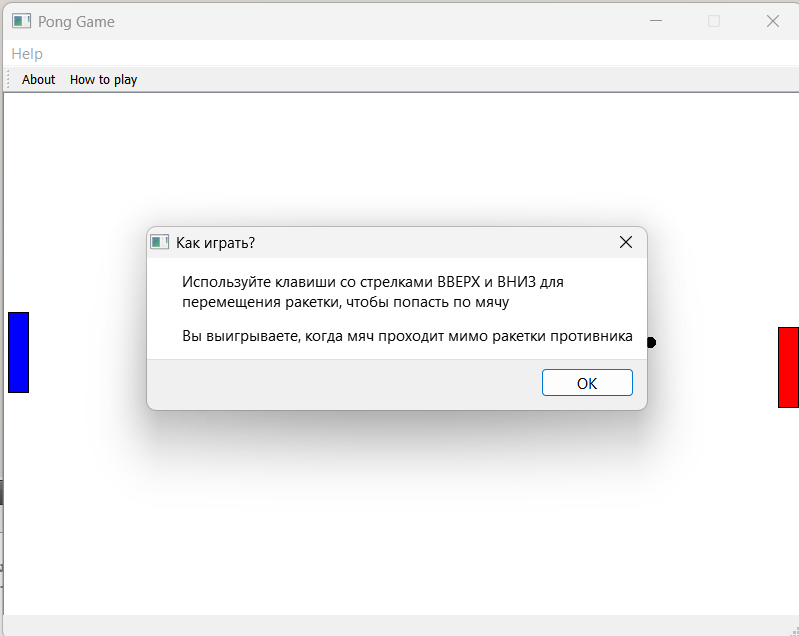 Pong Game
Help
About How to play
Как играть?
Используйте клавиши со стрелками ВВЕРХ и ВНИЗ для
перемещения ракетки, чтобы попасть по мячу
Вы выигрываете, когда мяч проходит мимо ракетки противника
OK